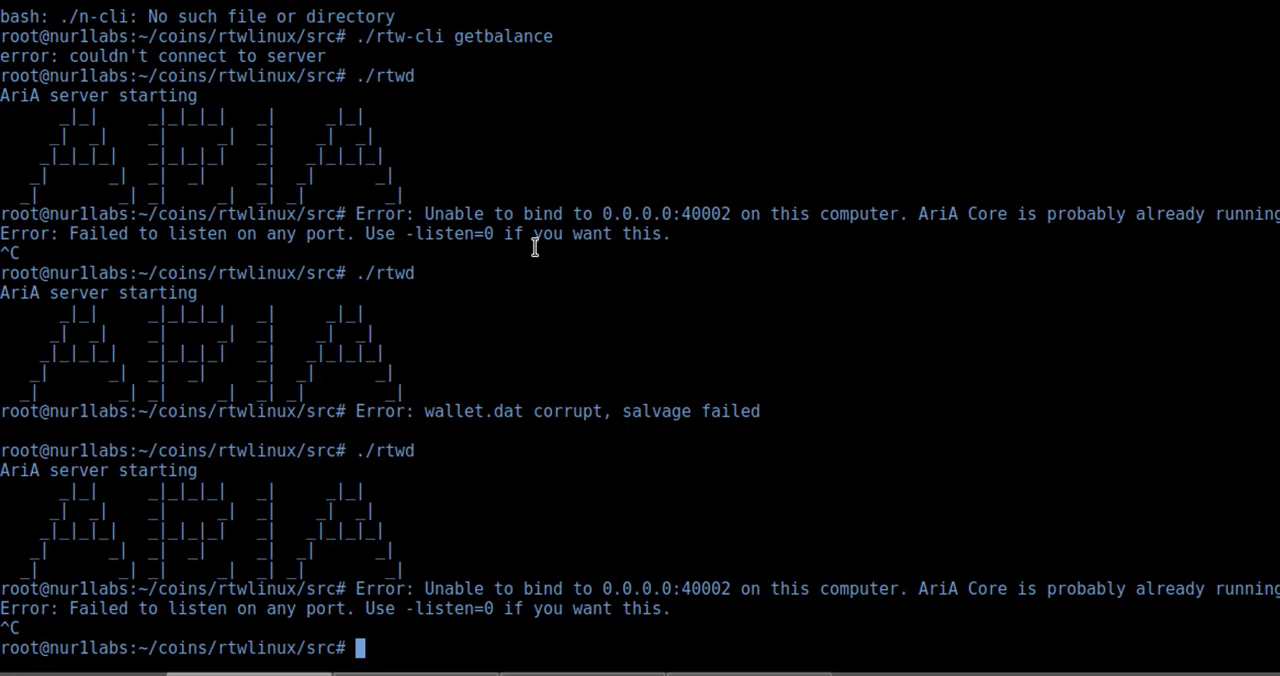 bash: ./n-cli: No such file or directory
root@nur1labs:~/coins/rtwlinux/src# ./rtw-cli getbalance
error: couldn't connect to server
root@nur1labs:~/coins/rtwlinux/src# ./rtwd
AriA server starting
ARIA
root@nur1labs:~/coins/rtwlinux/src# Error: Unable to bind to 0.0.0.0:40002 on this computer. AriA Core is probably already running
Error: Failed to listen on any port. Use -listen=0 if you want this.
^C
root@nur1labs:~/coins/rtwlinux/src# ./rtwd
AriA server starting
ARIA
root@nur1labs:~/coins/rtwlinux/src# Error: wallet.dat corrupt, salvage failed
root@nur1labs:~/coins/rtwlinux/src# ./rtwd
AriA server starting
ARIA
root@nur1labs:~/coins/rtwlinux/src# Error: Unable to bind to 0.0.0.0:40002 on this computer. AriA Core is probably already running
Error: Failed to listen on any port. Use -listen=0 if you want this.
^C
root@nur1labs:~/coins/rtwlinux/src#